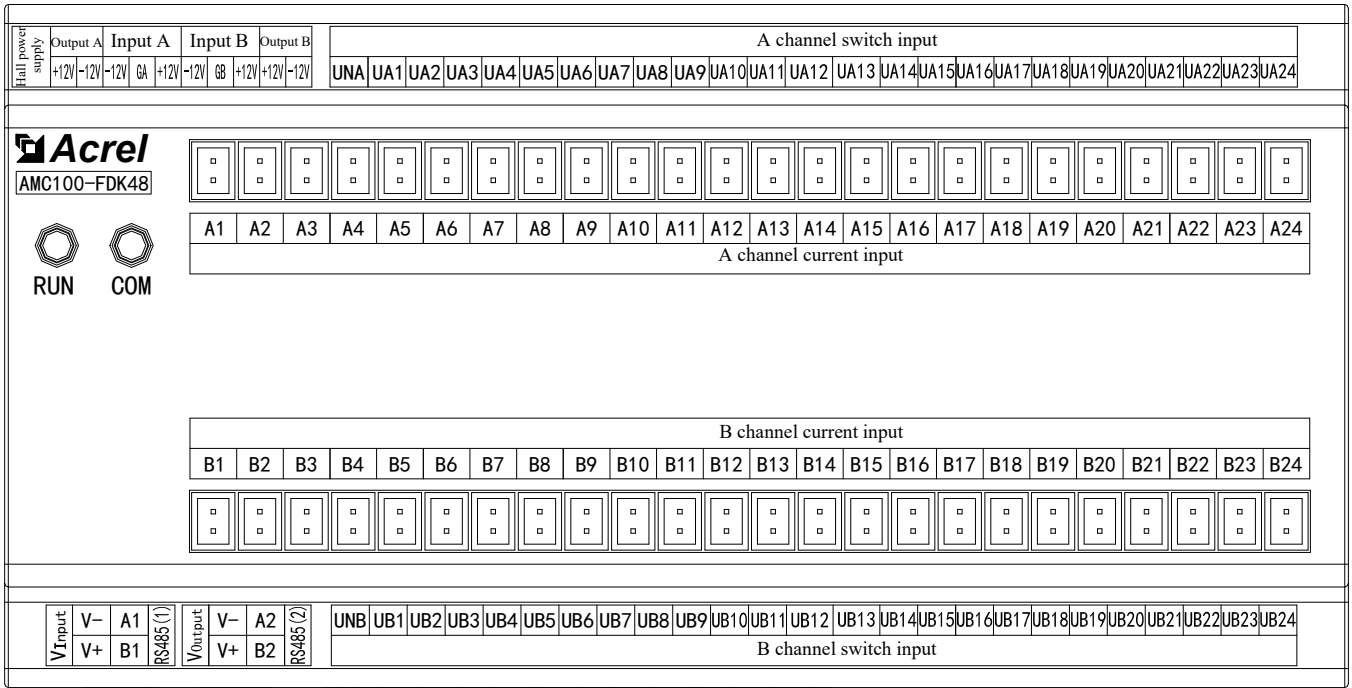 Hall power supply
Output A Input A Input B Output B
A channel switch input
+12V -12V -12V GA +12V -12V GB +12V +12V -12V
UNA UA1 UA2 UA3 UA4 UA5 UA6 UA7 UA8 UA9 UA10 UA11 UA12 UA13 UA14 UA15 UA16 UA17 UA18 UA19 UA20 UA21 UA22 UA23 UA24
Acrel
AMC100-FDK48
RUN COM
A1 A2 A3 A4 A5 A6 A7 A8 A9 A10 A11 A12 A13 A14 A15 A16 A17 A18 A19 A20 A21 A22 A23 A24
A channel current input
B channel current input
B1 B2 B3 B4 B5 B6 B7 B8 B9 B10 B11 B12 B13 B14 B15 B16 B17 B18 B19 B20 B21 B22 B23 B24
VInput
V- A1
V+ B1
RS485(1)
Voutput
V- A2
V+ B2
RS485(2)
UNB UB1 UB2 UB3 UB4 UB5 UB6 UB7 UB8 UB9 UB10 UB11 UB12 UB13 UB14 UB15 UB16 UB17 UB18 UB19 UB20 UB21 UB22 UB23 UB24
B channel switch input